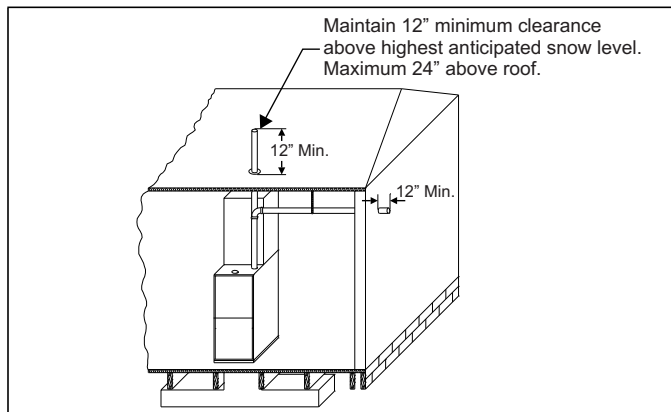 Maintain 12” minimum clearance
above highest anticipated snow level.
Maximum 24” above roof.
12” Min.
12” Min.